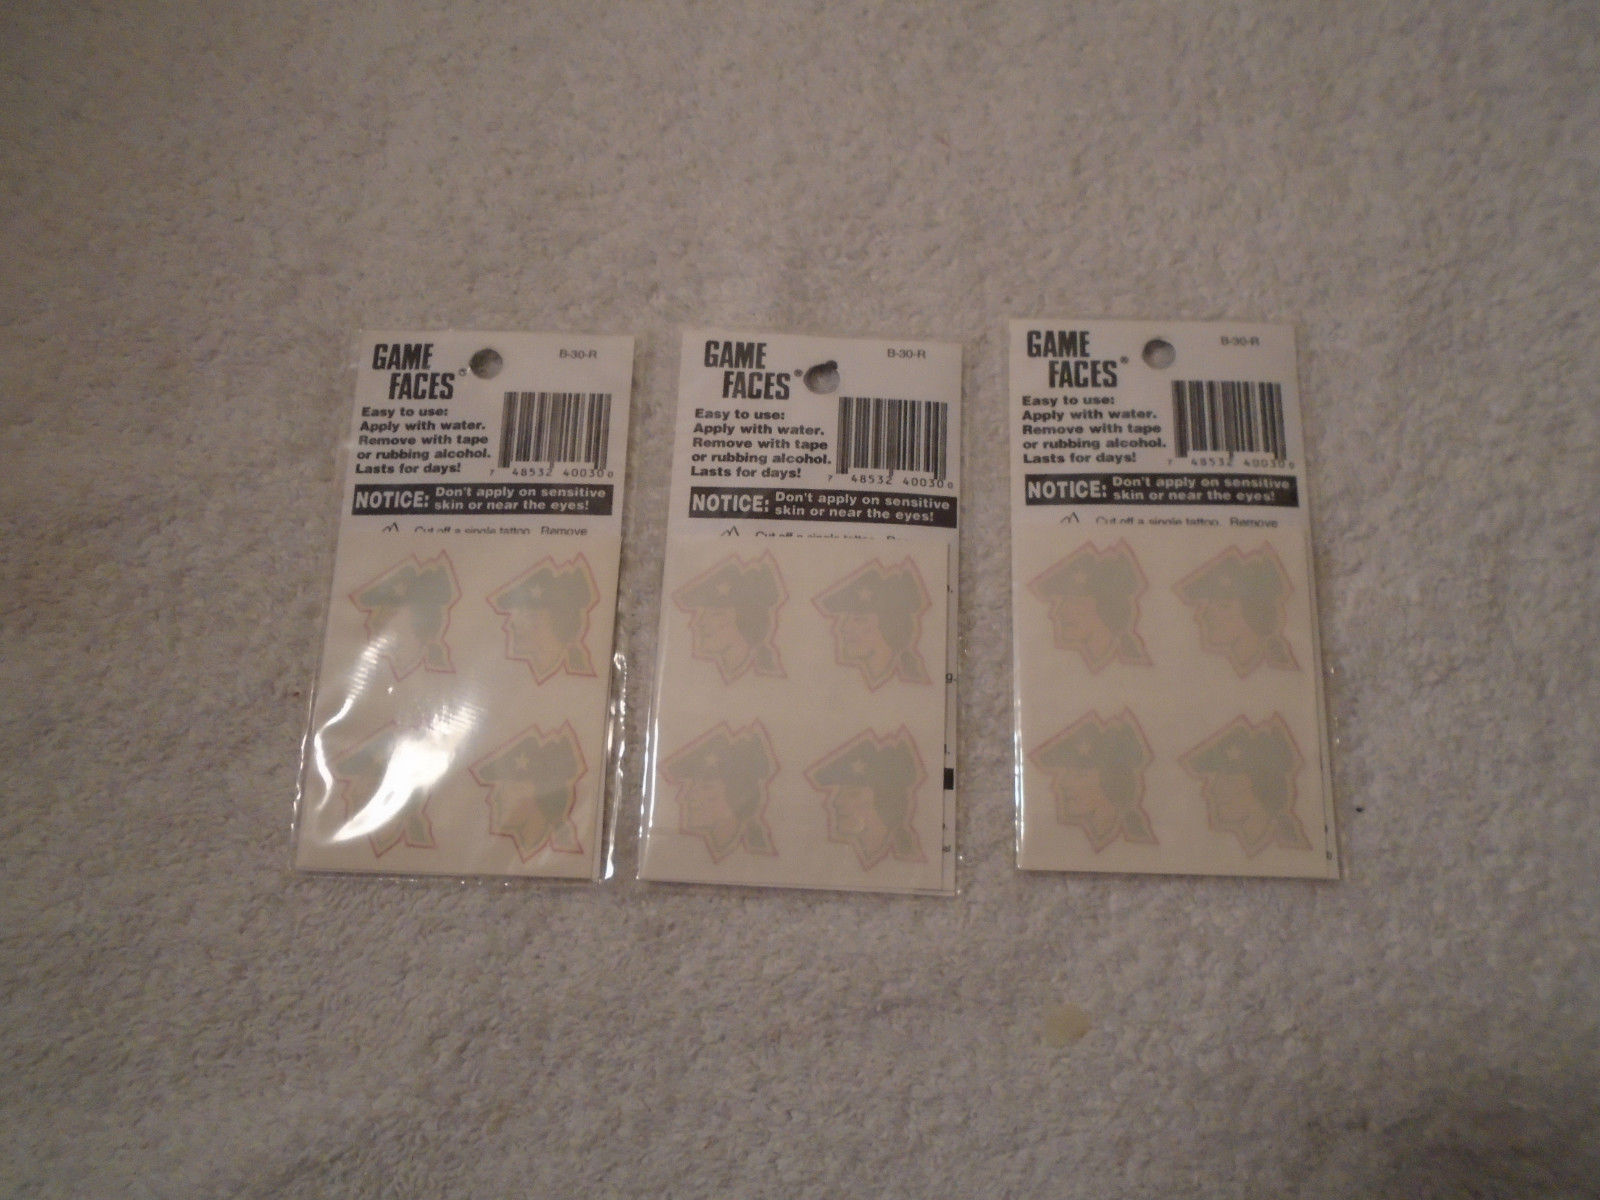 GAME
FACES®
B-30-R
Easy to use:
Apply with water.
Remove with tape
or rubbing alcohol.
Lasts for days!
7 48532 40030 0
NOTICE: Don't apply on sensitive
skin or near the eyes!
Cut off a single tattoo. Remove
GAME
FACES®
B-30-R
Easy to use:
Apply with water.
Remove with tape
or rubbing alcohol.
Lasts for days!
7 48532 40030 0
NOTICE: Don't apply on sensitive
skin or near the eyes!
Cut off a single tattoo.
g.
GAME
FACES®
B-30-R
Easy to use:
Apply with water.
Remove with tape
or rubbing alcohol.
Lasts for days!
7 48532 40030 0
NOTICE: Don't apply on sensitive
skin or near the eyes!
Cut off a single tattoo. Remove